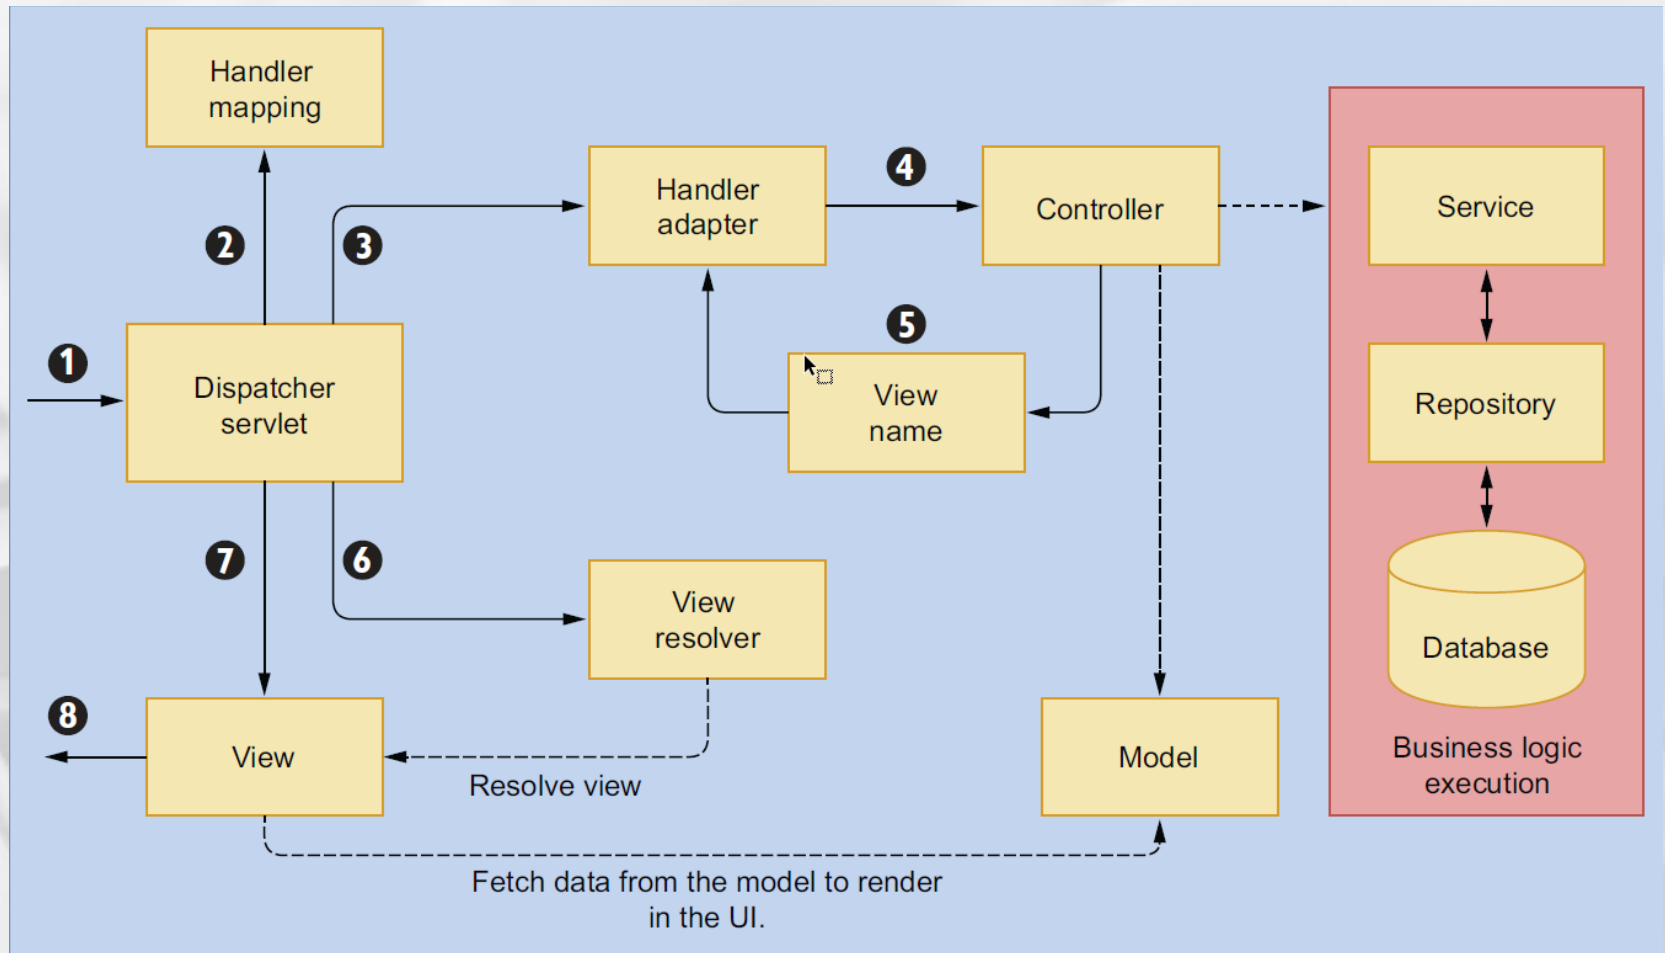 Handler
mapping
2
3
1
Dispatcher
servlet
Handler
adapter
4
Controller
5
View
name
Service
Repository
Database
Business logic
execution
7
6
View
resolver
8
View
Resolve view
Model
Fetch data from the model to render
in the UI.